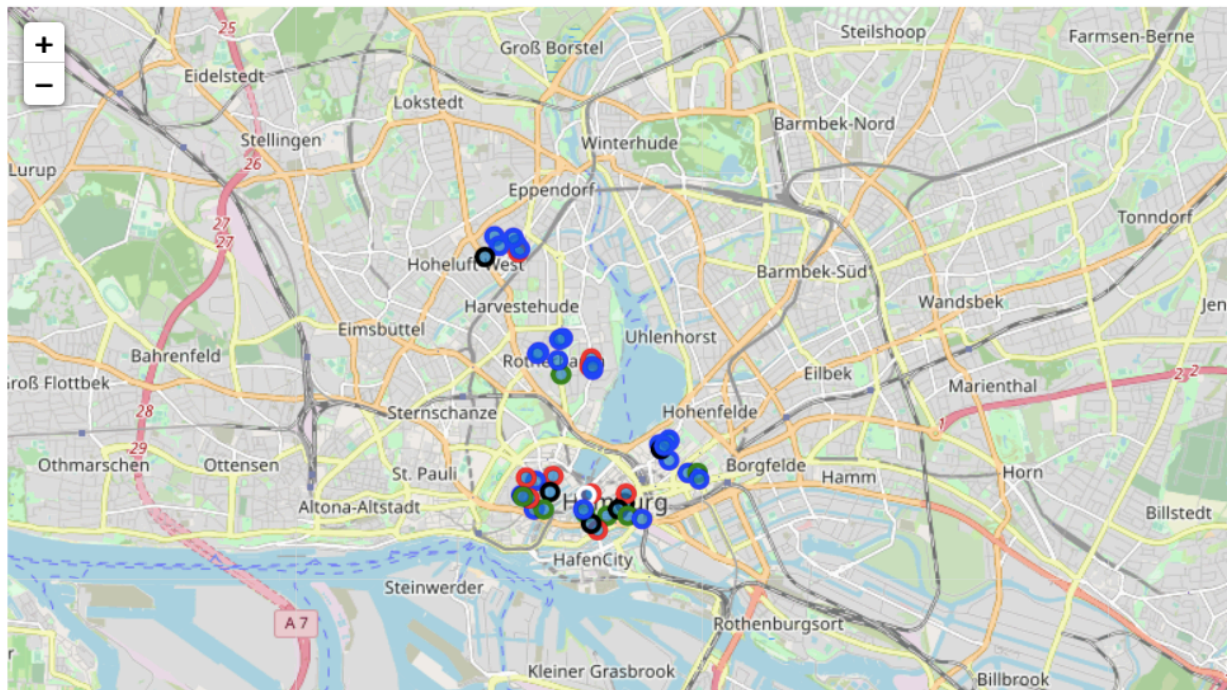 +
−
25
Steilshoop
Farmsen-Berne
Groß Borstel
Eidelstedt
Lokstedt
Barmbek-Nord
Stellingen
Winterhude
26
Lurup
Eppendorf
27
27
Tonndorf
Hoheluft-West
Barmbek-Süd
Harvestehude
Wandsbek
Jen
Eimsbüttel
Uhlenhorst
Bahrenfeld
Groß Flottbek
Eilbek
2 2
Marienthal
28
Sternschanze
Hohenfelde
1
29
Othmarschen
Ottensen
St. Pauli
Borgfelde
Hamm
Horn
Altona-Altstadt
Billstedt
HafenCity
Steinwerder
A 7
Rothenburgsort
Kleiner Grasbrook
Billbrook